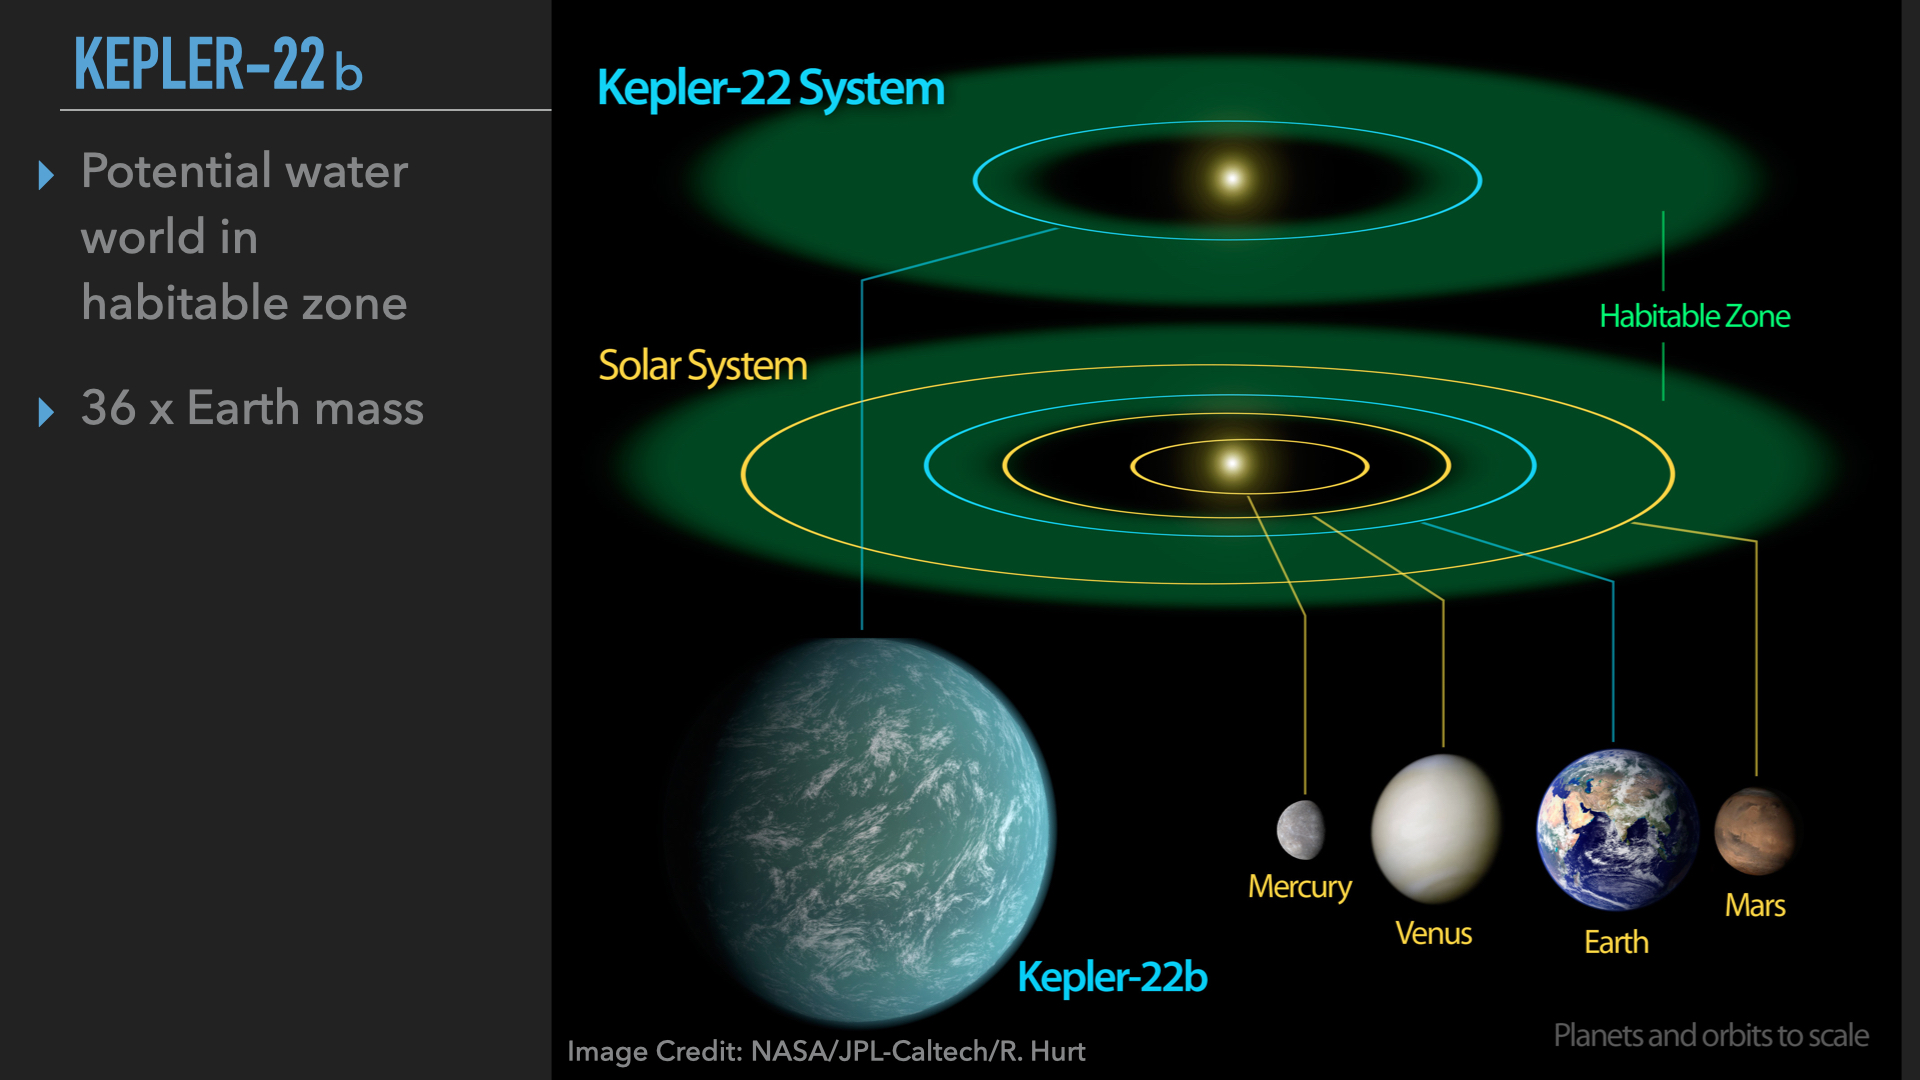 KEPLER-22 b
Potential water
world in
habitable zone
36 x Earth mass
Kepler-22 System
Habitable Zone
Solar System
Mercury
Venus
Earth
Mars
Kepler-22b
Planets and orbits to scale
Image Credit: NASA/JPL-Caltech/R. Hurt